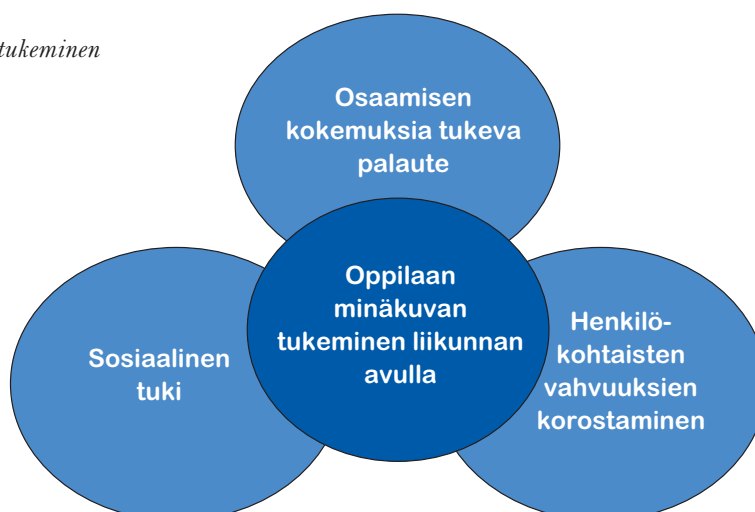 tukeminen
Osaamisen
kokemuksia tukeva
palaute
Oppilaan
minäkuvan
tukeminen liikunnan
avulla
Sosiaalinen
tuki
Henkilö-
kohtaisten
vahvuuksien
korostaminen